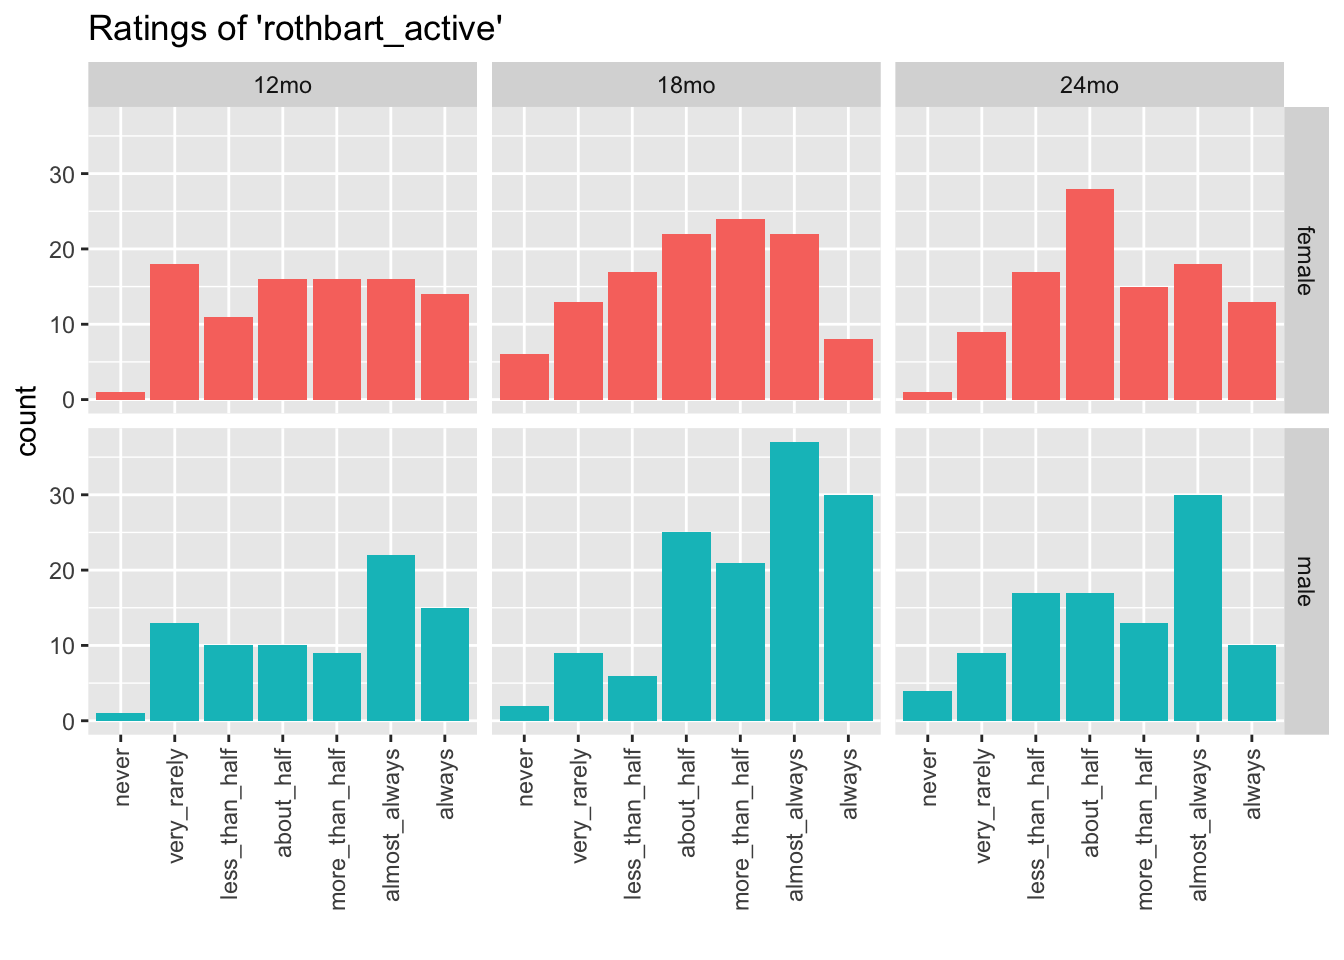 Ratings of 'rothbart_active'
12mo
18mo
24mo
count
30
20
10
0
female
30
20
10
0
male
never
very_rarely
less_than_half
about_half
more_than_half
almost_always
always
never
very_rarely
less_than_half
about_half
more_than_half
almost_always
always
never
very_rarely
less_than_half
about_half
more_than_half
almost_always
always